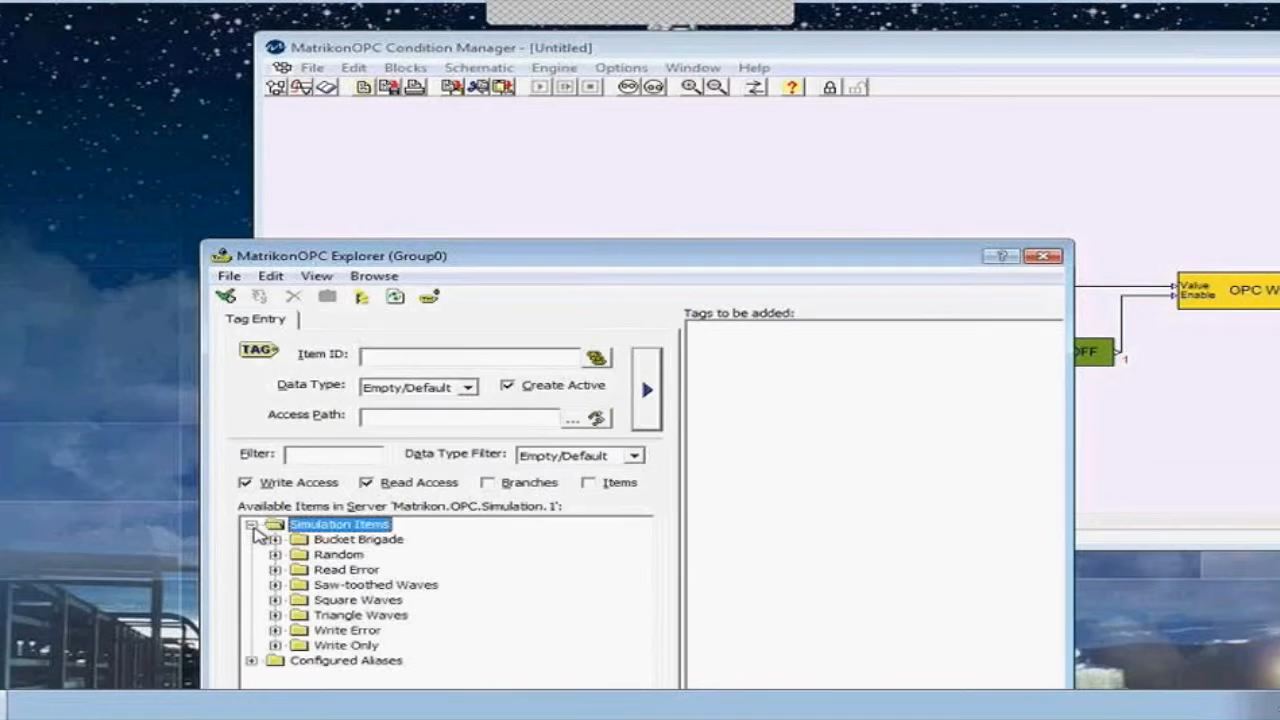 MatrikonOPC Condition Manager - [Untitled]
File Edit Blocks Schematic Engine Options Window Help
MatrikonOPC Explorer (Group0)
File Edit View Browse
Tag Entry
Tags to be added:
TAG
Item ID:
Data Type: Empty/Default Create Active
Access Path: ...
Filter: Data Type Filter: Empty/Default
Write Access Read Access Branches Items
Available Items in Server 'Matrikon.OPC.Simulation.1':
Simulation Items
Bucket Brigade
Random
Read Error
Saw-toothed Waves
Square Waves
Triangle Waves
Write Error
Write Only
Configured Aliases
Value
Enable
OPC W
FF
1